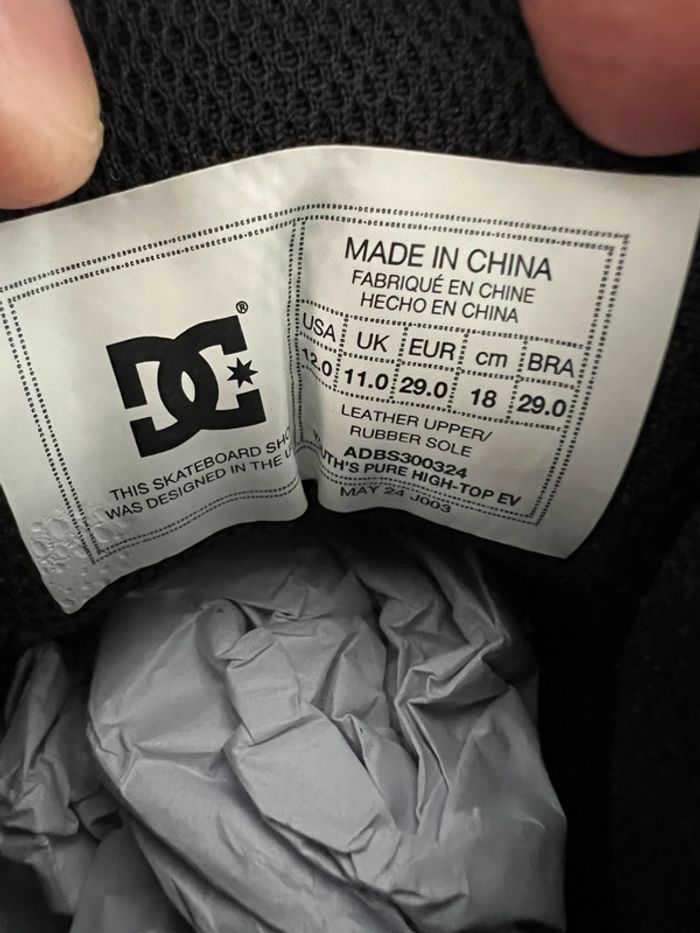 DC
®
THIS SKATEBOARD
WAS DESIGNED IN THE
MADE IN CHINA
FABRIQUÉ EN CHINE
HECHO EN CHINA
USA UK EUR cm BRA
12.0 11.0 29.0 18 29.0
LEATHER UPPER/
RUBBER SOLE
ADBS300324
PURE HIGH-TOP EV
MAY 24 J003